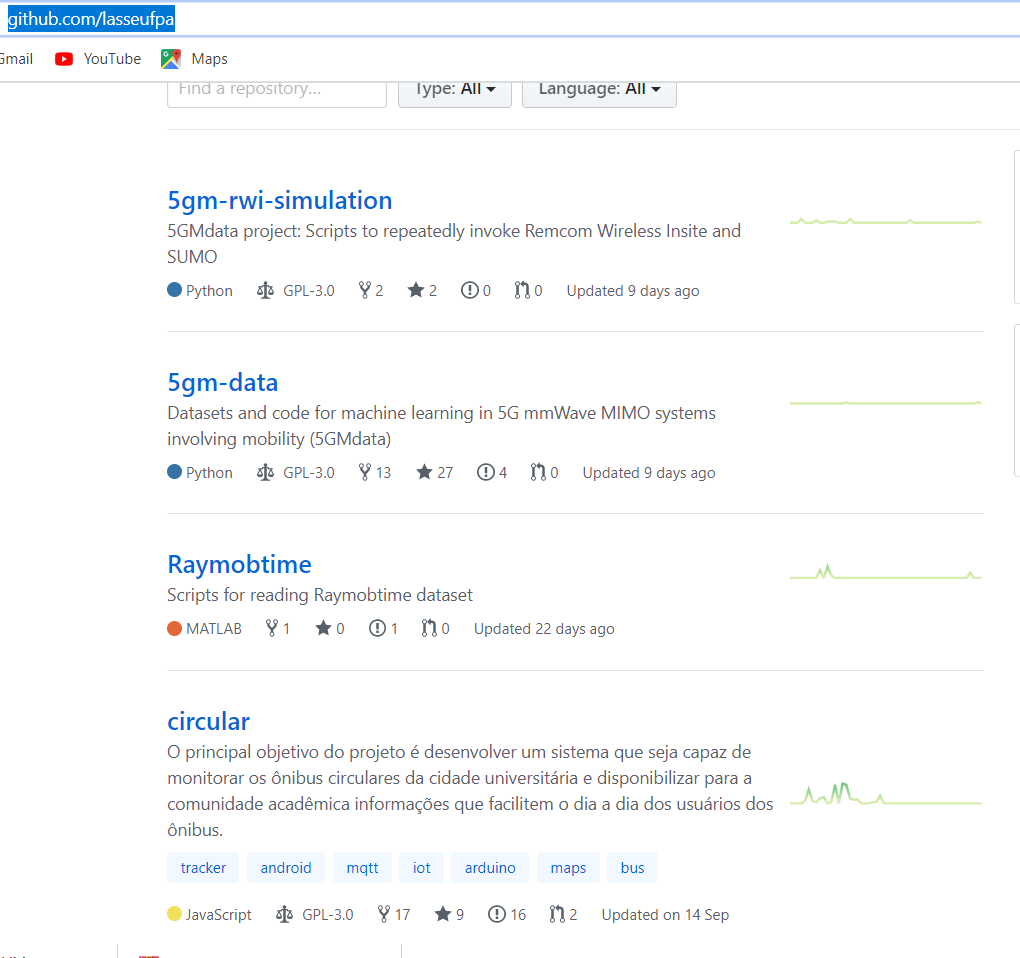 github.com/lasseufpa
Gmail YouTube Maps
Find a repository... Type: All Language: All
5gm-rwi-simulation
5GMdata project: Scripts to repeatedly invoke Remcom Wireless Insite and
SUMO
Python GPL-3.0 2 2 0 0 Updated 9 days ago
5gm-data
Datasets and code for machine learning in 5G mmWave MIMO systems
involving mobility (5GMdata)
Python GPL-3.0 13 27 4 0 Updated 9 days ago
Raymobtime
Scripts for reading Raymobtime dataset
MATLAB 1 0 1 0 Updated 22 days ago
circular
O principal objetivo do projeto é desenvolver um sistema que seja capaz de
monitorar os ônibus circulares da cidade universitária e disponibilizar para a
comunidade acadêmica informações que facilitem o dia a dia dos usuários dos
ônibus.
tracker android mqtt iot arduino maps bus
JavaScript GPL-3.0 17 9 16 2 Updated on 14 Sep